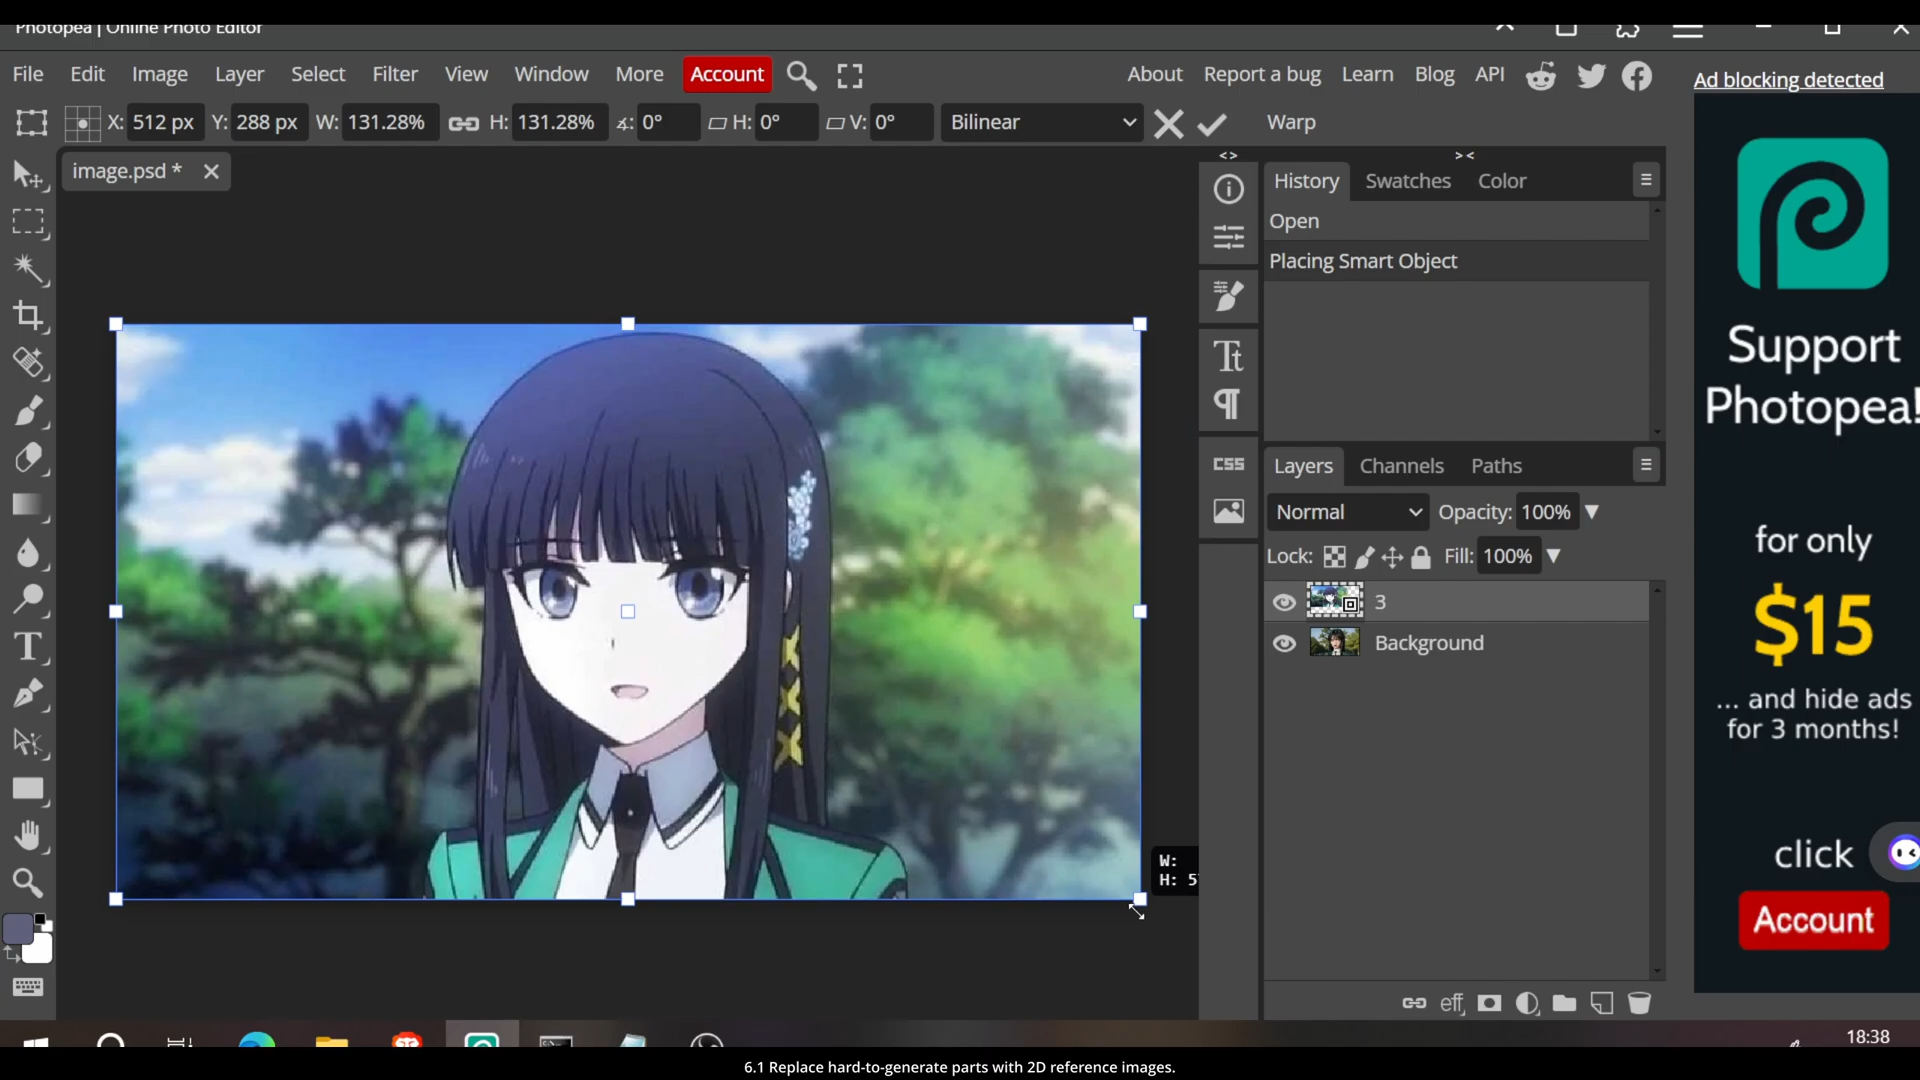 Photopea | Online Photo Editor
File Edit Image Layer Select Filter View Window More Account About Report a bug Learn Blog API
Ad blocking detected
X: 512 px Y: 288 px W: 131.28% H: 131.28% ∡: 0° H: 0° V: 0° Bilinear Warp
image.psd *
<> ><
History Swatches Color
Open
Placing Smart Object
Tt
¶
CSS
Layers Channels Paths
Normal Opacity: 100%
Lock: Fill: 100%
3
Background
W:
H: 5
eff
T
Support
Photopea!
for only
$15
... and hide ads
for 3 months!
click
Account
18:38
6.1 Replace hard-to-generate parts with 2D reference images.